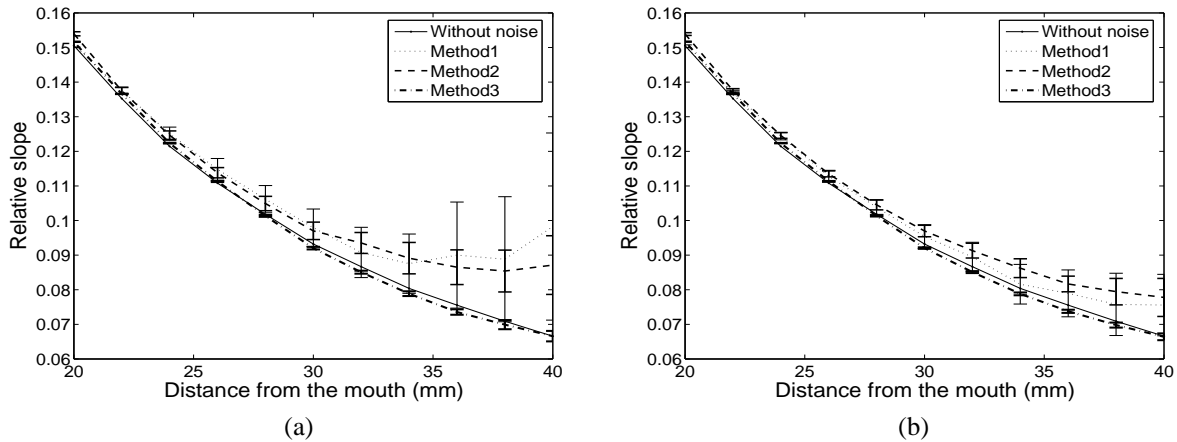 0.16
0.15
0.14
0.13
0.12
0.11
0.1
0.09
0.08
0.07
0.06
Relative slope
20 25 30 35 40
Distance from the mouth (mm)
Without noise
Method1
Method2
Method3
(a)
0.16
0.15
0.14
0.13
0.12
0.11
0.1
0.09
0.08
0.07
0.06
Relative slope
20 25 30 35 40
Distance from the mouth (mm)
Without noise
Method1
Method2
Method3
(b)